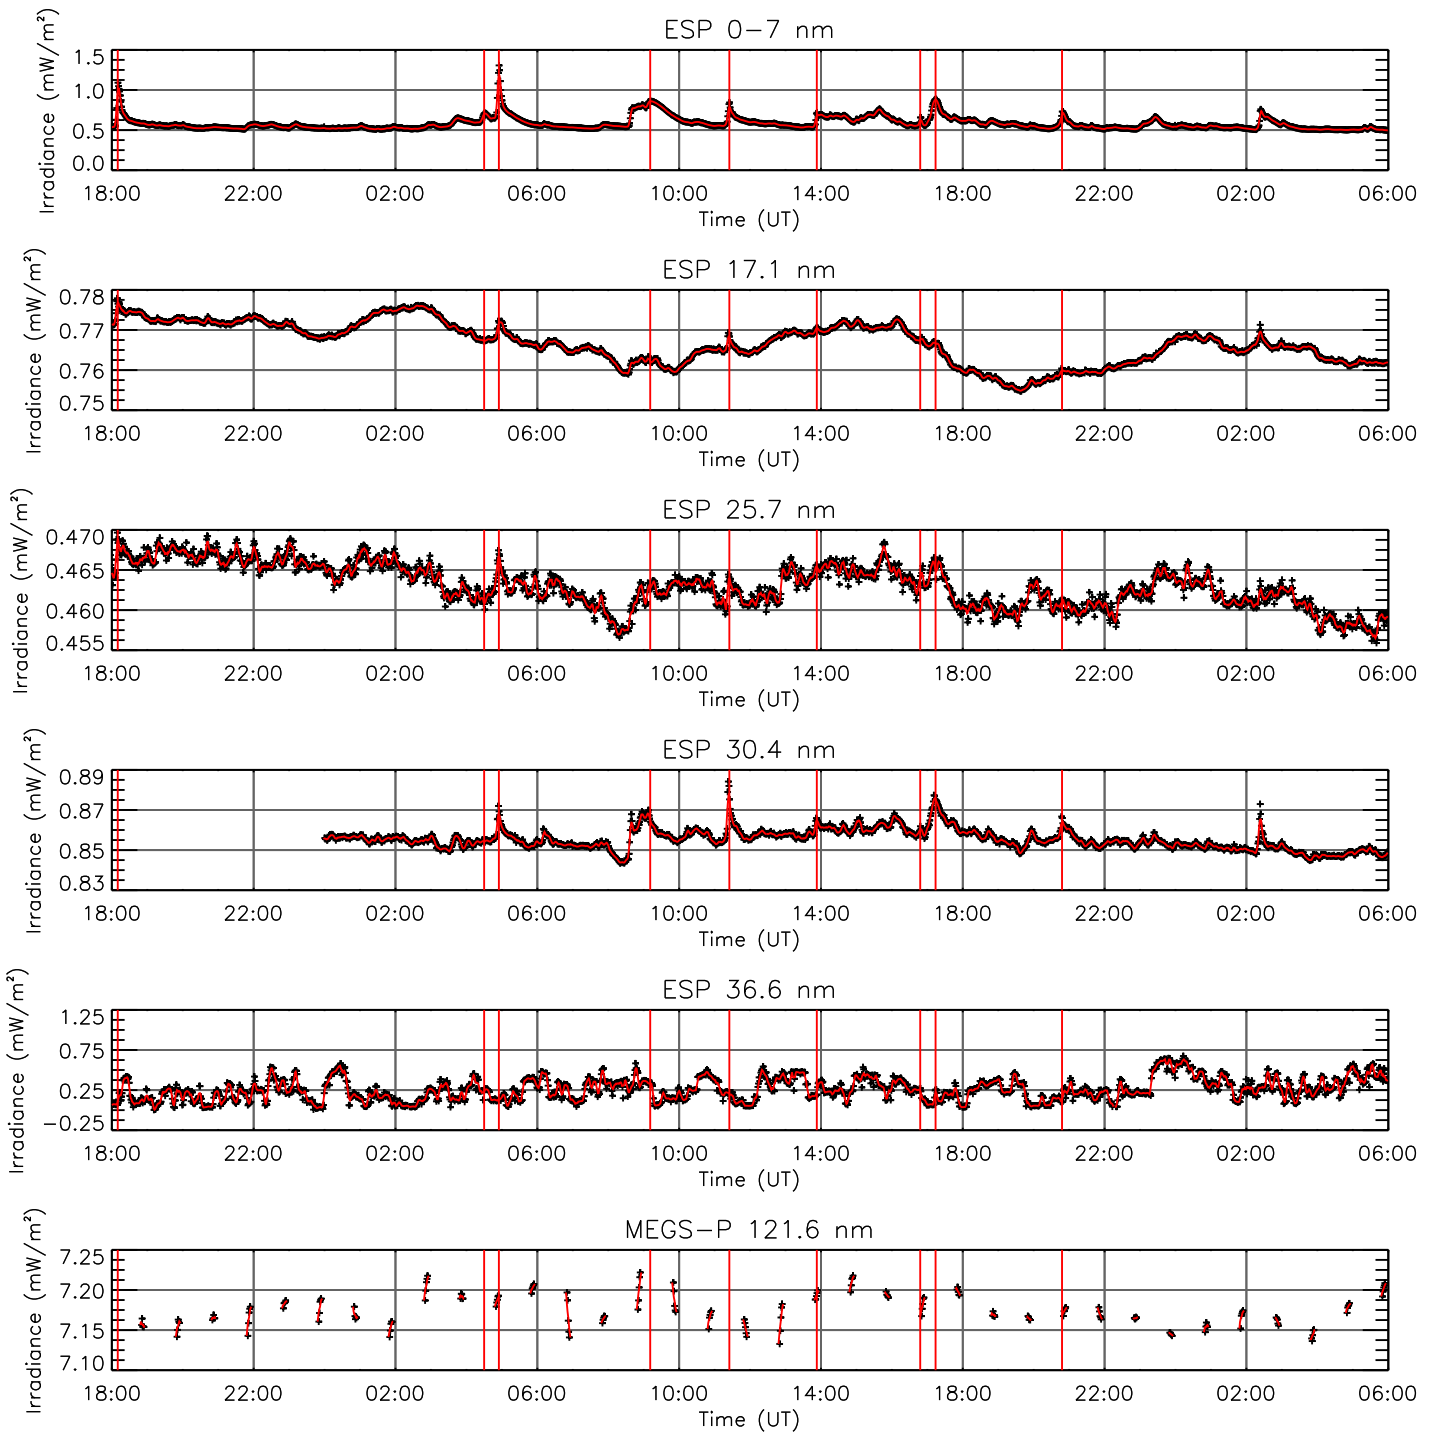 ESP 0-7 nm
Irradiance (mW/m²)
1.5
1.0
0.5
0.0
18:00 22:00 02:00 06:00 10:00 14:00 18:00 22:00 02:00 06:00
Time (UT)
ESP 17.1 nm
Irradiance (mW/m²)
0.78
0.77
0.76
0.75
18:00 22:00 02:00 06:00 10:00 14:00 18:00 22:00 02:00 06:00
Time (UT)
ESP 25.7 nm
Irradiance (mW/m²)
0.470
0.465
0.460
0.455
18:00 22:00 02:00 06:00 10:00 14:00 18:00 22:00 02:00 06:00
Time (UT)
ESP 30.4 nm
Irradiance (mW/m²)
0.89
0.87
0.85
0.83
18:00 22:00 02:00 06:00 10:00 14:00 18:00 22:00 02:00 06:00
Time (UT)
ESP 36.6 nm
Irradiance (mW/m²)
1.25
0.75
0.25
-0.25
18:00 22:00 02:00 06:00 10:00 14:00 18:00 22:00 02:00 06:00
Time (UT)
MEGS-P 121.6 nm
Irradiance (mW/m²)
7.25
7.20
7.15
7.10
18:00 22:00 02:00 06:00 10:00 14:00 18:00 22:00 02:00 06:00
Time (UT)